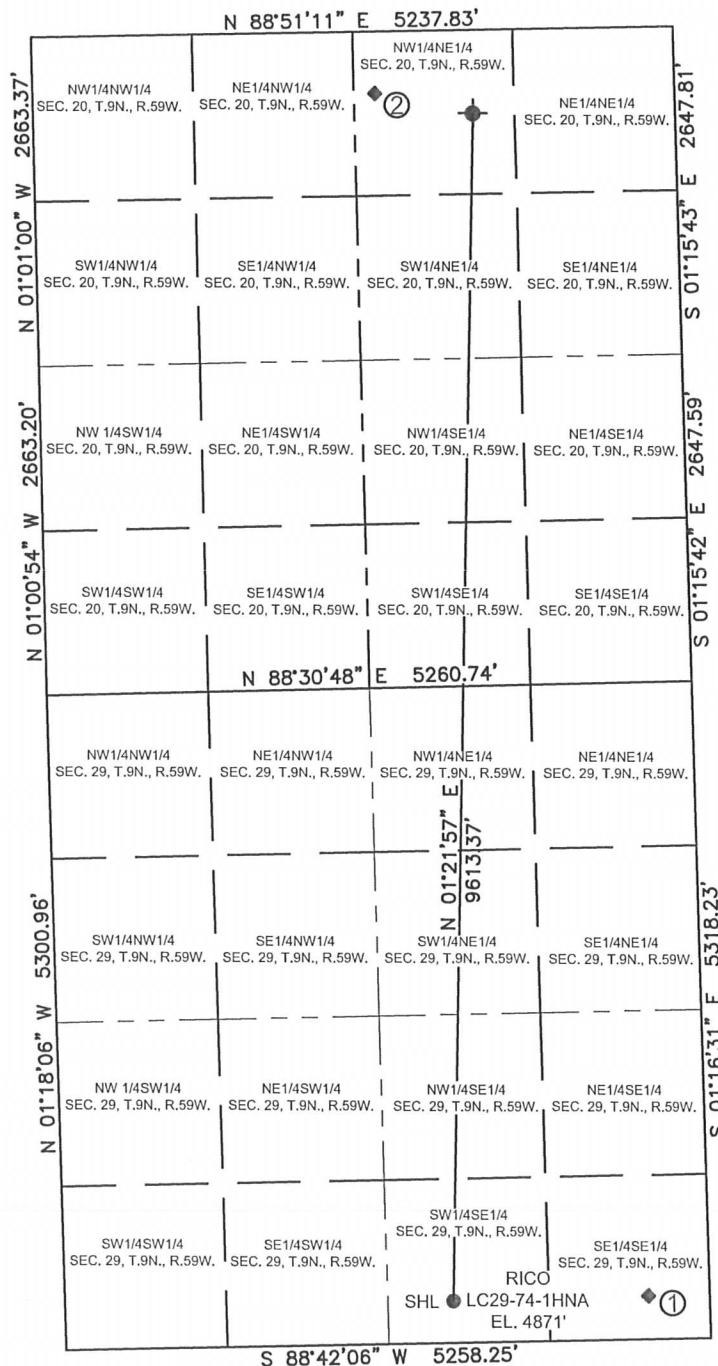 N 88°51'11" E 5237.83'
NW1/4NE1/4
SEC. 20, T.9N., R.59W.
NW1/4NW1/4
SEC. 20, T.9N., R.59W.
NE1/4NW1/4
SEC. 20, T.9N., R.59W.
②
NE1/4NE1/4
SEC. 20, T.9N., R.59W.
N 01°01'00" W 2663.37'
S 01°15'43" E 2647.81'
SW1/4NW1/4
SEC. 20, T.9N., R.59W.
SE1/4NW1/4
SEC. 20, T.9N., R.59W.
SW1/4NE1/4
SEC. 20, T.9N., R.59W.
SE1/4NE1/4
SEC. 20, T.9N., R.59W.
NW 1/4SW1/4
SEC. 20, T.9N., R.59W.
NE1/4SW1/4
SEC. 20, T.9N., R.59W.
NW1/4SE1/4
SEC. 20, T.9N., R.59W.
NE1/4SE1/4
SEC. 20, T.9N., R.59W.
N 01°00'54" W 2663.20'
S 01°15'42" E 2647.59'
SW1/4SW1/4
SEC. 20, T.9N., R.59W.
SE1/4SW1/4
SEC. 20, T.9N., R.59W.
SW1/4SE1/4
SEC. 20, T.9N., R.59W.
SE1/4SE1/4
SEC. 20, T.9N., R.59W.
N 88°30'48" E 5260.74'
NW1/4NW1/4
SEC. 29, T.9N., R.59W.
NE1/4NW1/4
SEC. 29, T.9N., R.59W.
NW1/4NE1/4
SEC. 29, T.9N., R.59W.
NE1/4NE1/4
SEC. 29, T.9N., R.59W.
N 01°21'57" E
9613.37'
SW1/4NW1/4
SEC. 29, T.9N., R.59W.
SE1/4NW1/4
SEC. 29, T.9N., R.59W.
SW1/4NE1/4
SEC. 29, T.9N., R.59W.
SE1/4NE1/4
SEC. 29, T.9N., R.59W.
N 01°18'06" W 5300.96'
S 01°16'31" E 5318.23'
NW 1/4SW1/4
SEC. 29, T.9N., R.59W.
NE1/4SW1/4
SEC. 29, T.9N., R.59W.
NW1/4SE1/4
SEC. 29, T.9N., R.59W.
NE1/4SE1/4
SEC. 29, T.9N., R.59W.
SW1/4SW1/4
SEC. 29, T.9N., R.59W.
SE1/4SW1/4
SEC. 29, T.9N., R.59W.
SW1/4SE1/4
SEC. 29, T.9N., R.59W.
SE1/4SE1/4
SEC. 29, T.9N., R.59W.
RICO
SHL LC29-74-1HNA
EL. 4871'
①
S 88°42'06" W 5258.25'